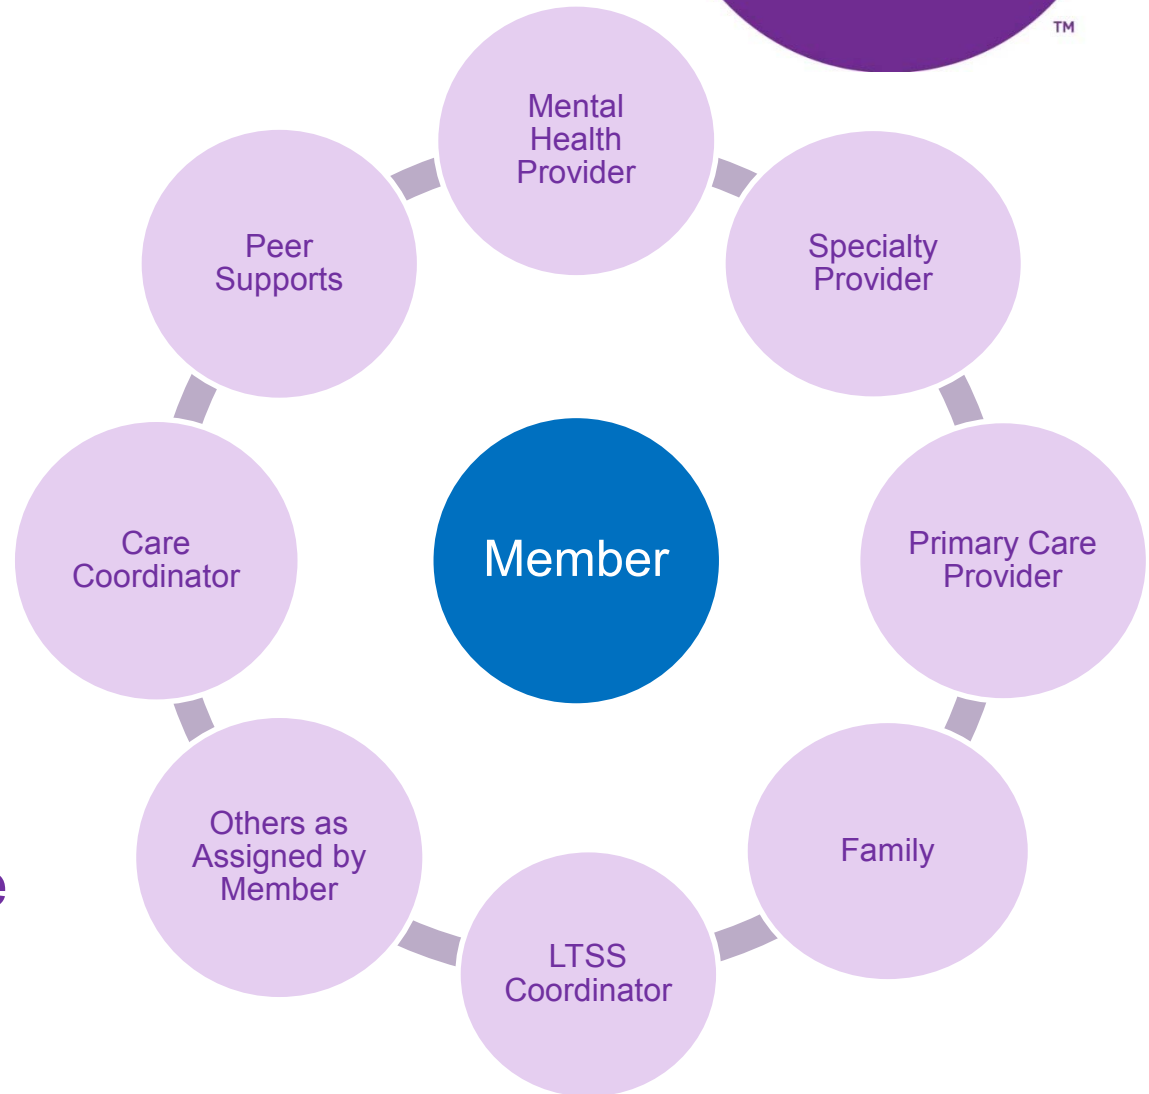 TM
Mental
Health
Provider
Peer
Supports
Specialty
Provider
Care
Coordinator
Member
Primary Care
Provider
Others as
Assigned by
Member
Family
e
LTSS
Coordinator